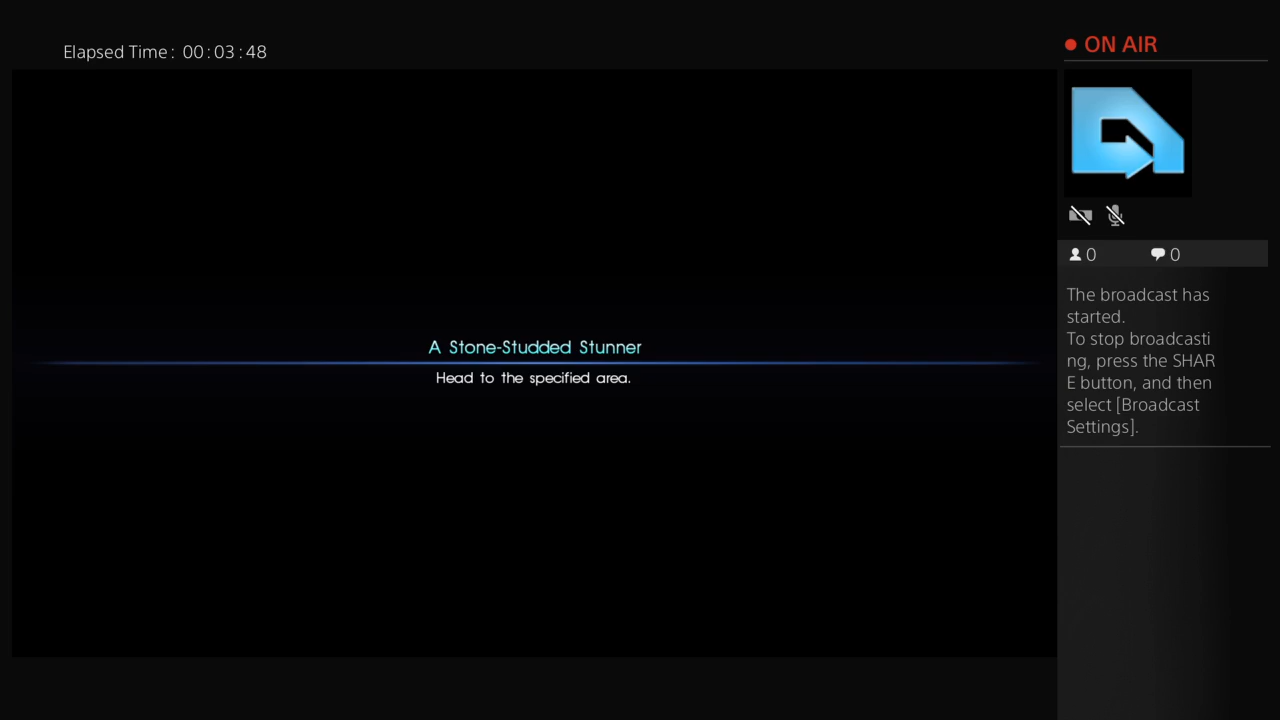 Elapsed Time: 00:03:48
ON AIR
0 0
The broadcast has
started.
To stop broadcasti
ng, press the SHAR
E button, and then
select [Broadcast
Settings].
A Stone-Studded Stunner
Head to the specified area.